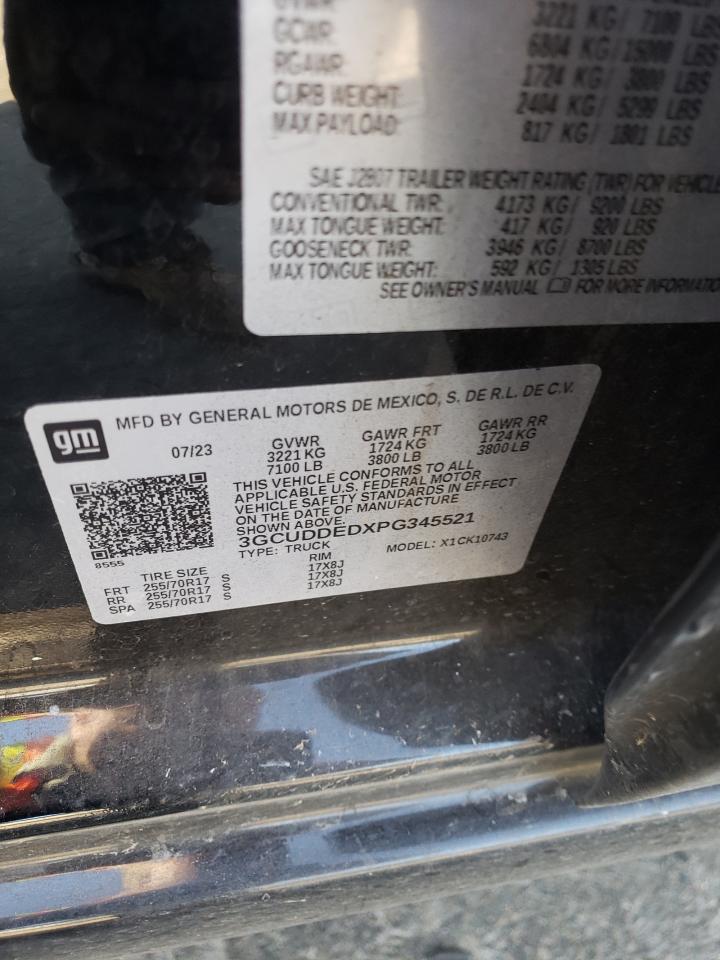 GVWR: 3221 KG/ 7100 LBS
GCWR: 6804 KG/ 15000 LBS
RGAWR: 1724 KG/ 3800 LBS
CURB WEIGHT: 2404 KG/ 5299 LBS
MAX PAYLOAD: 817 KG/ 1801 LBS
SAE J2807 TRAILER WEIGHT RATING (TWR) FOR VEHICLE
CONVENTIONAL TWR: 4173 KG/ 9200 LBS
MAX TONGUE WEIGHT: 417 KG/ 920 LBS
GOOSENECK TWR: 3946 KG/ 8700 LBS
MAX TONGUE WEIGHT: 592 KG/ 1305 LBS
SEE OWNER'S MANUAL FOR MORE INFORMATIO
gm
MFD BY GENERAL MOTORS DE MEXICO, S. DE R.L. DE C.V.
07/23 GVWR GAWR FRT GAWR RR
3221 KG 1724 KG 1724 KG
7100 LB 3800 LB 3800 LB
THIS VEHICLE CONFORMS TO ALL
APPLICABLE U.S. FEDERAL MOTOR
VEHICLE SAFETY STANDARDS IN EFFECT
ON THE DATE OF MANUFACTURE
SHOWN ABOVE.
3GCUDDEDXPG345521
TYPE: TRUCK MODEL: X1CK10743
8555
TIRE SIZE RIM
FRT 255/70R17 S 17X8J
RR 255/70R17 S 17X8J
SPA 255/70R17 S 17X8J